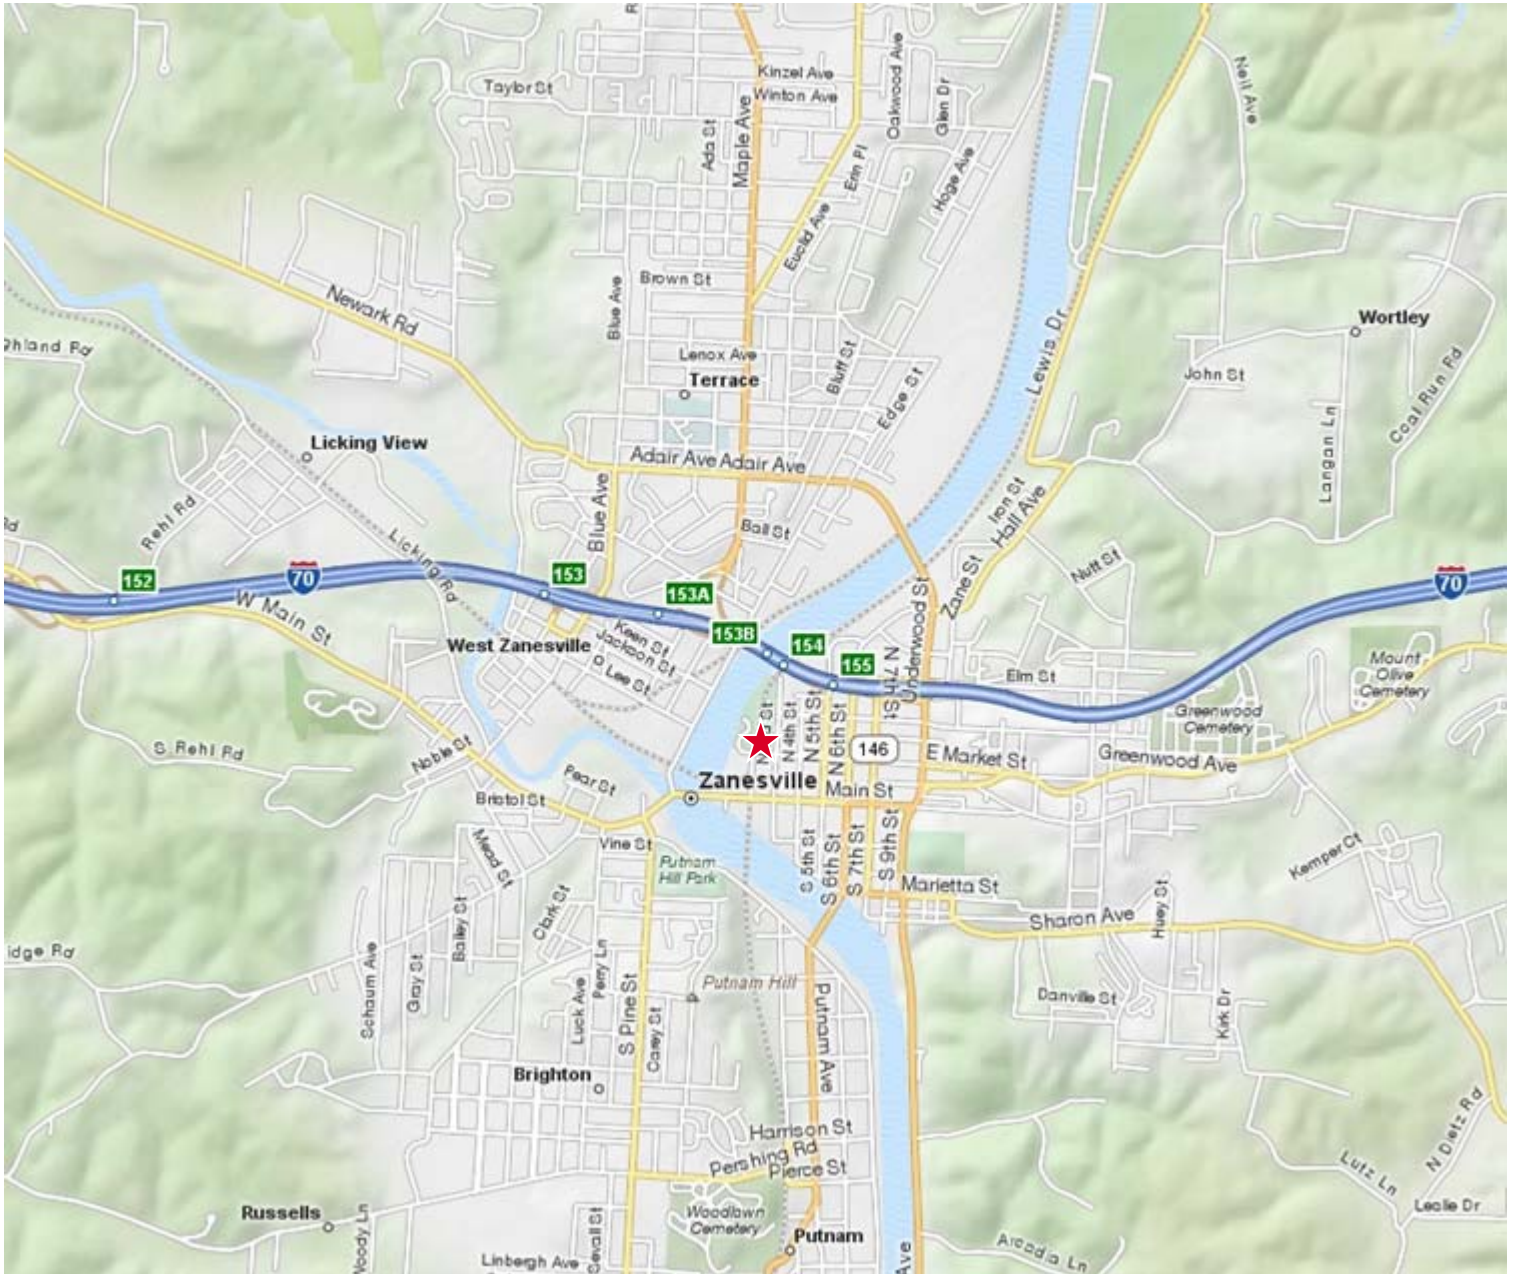 Kinzel Ave
Winton Ave
Oakwood Ave
Glen Dr
Neil Ave
Taylor St
Ada St
Maple Ave
Erin Pl
Hoge Ave
Euclid Ave
Brown St
Blue Ave
Newark Rd
Wortley
Lewis Dr
Lenox Ave
Terrace
Bluff St
Edge St
John St
Coal Run Rd
Langan Ln
ghland Rd
Licking View
Adair Ave
Adair Ave
Rehl Rd
Rd
Licking Rd
Blue Ave
Ball St
Iron St
Hall Ave
Nutt St
Zane St
Underwood St
152
70
153
153A
153B
154
155
70
W Main St
West Zanesville
Keen St
Jackson St
Lee St
N 7th St
Elm St
Mount
Olive
Cemetery
Greenwood
Cemetery
N 4th St
N 5th St
N 6th St
146
E Market St
Greenwood Ave
S Rehl Rd
Noble St
Pear St
Zanesville
Main St
Bristol St
Mead St
Vine St
Putnam
Hill Park
S 5th St
S 6th St
S 7th St
S 9th St
Marietta St
Kemper Ct
Sharon Ave
Huey St
Clark St
Bailey St
idge Rd
Schaum Ave
Gray St
Perry Ln
Luck Ave
S Pine St
Carey St
Putnam Hill
Putnam Ave
Danville St
Kirk Dr
Brighton
Harrison St
Pershing Rd
Pierce St
N Dietz Rd
Lutz Ln
Leslie Dr
Russells
Woody Ln
Sevall St
Linbergh Ave
Woodlawn
Cemetery
Putnam
Ave
Arcadia Ln